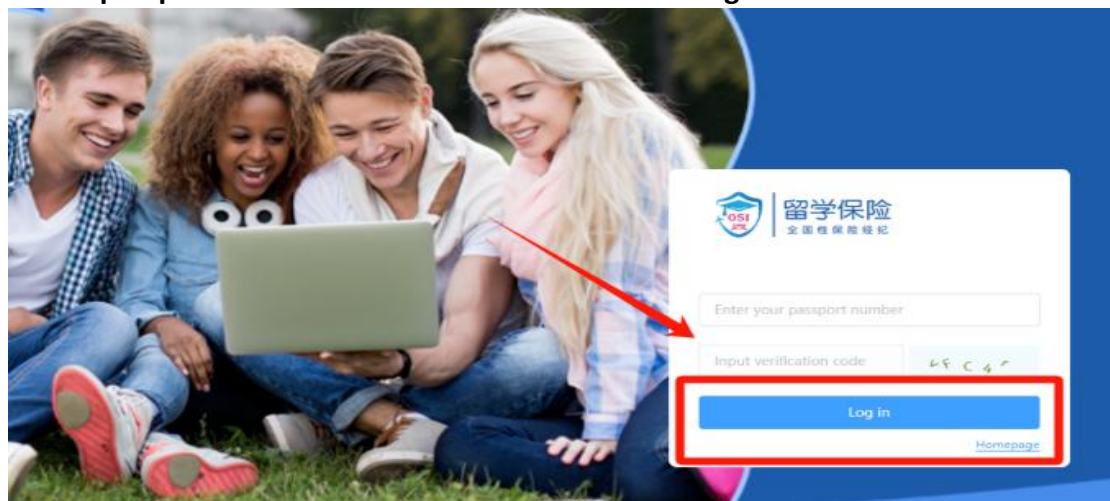 OSI
留学保险
全国性保险经纪
Enter your passport number
Input verification code
Log in
Homepage